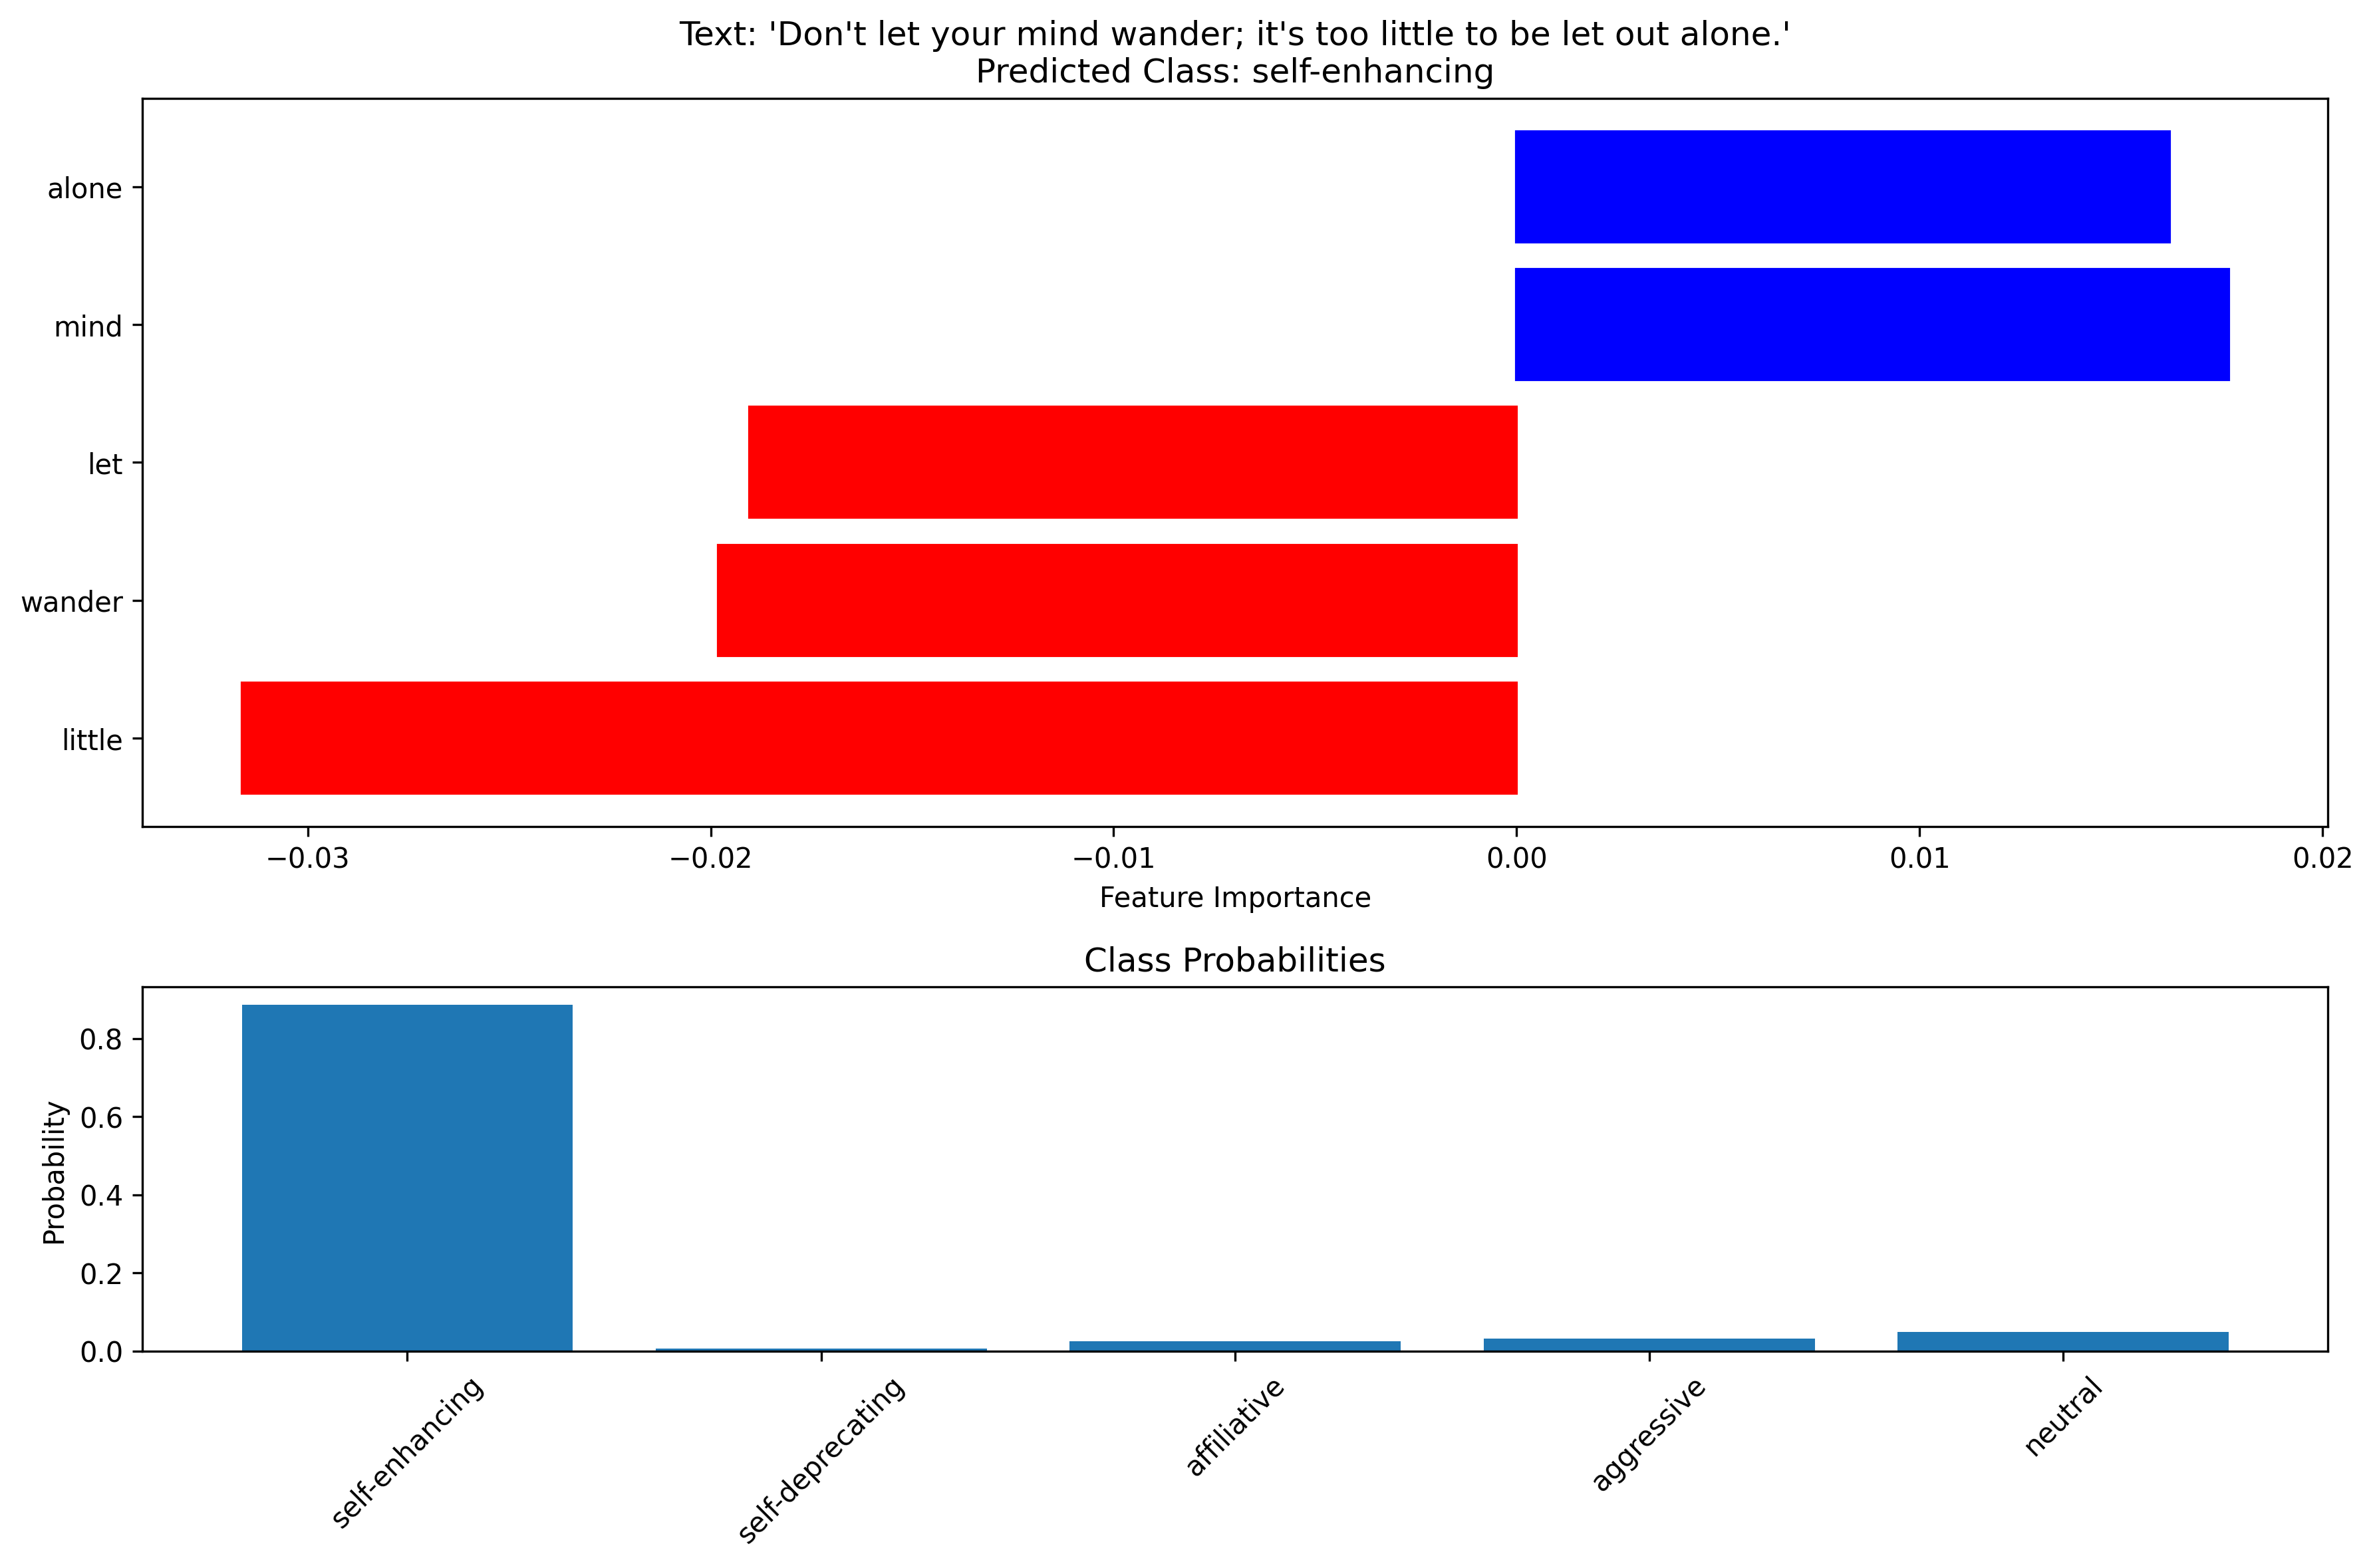 Text: 'Don't let your mind wander; it's too little to be let out alone.'
Predicted Class: self-enhancing
alone
mind
let
wander
little
−0.03
−0.02
−0.01
0.00
0.01
0.02
Feature Importance
Class Probabilities
Probability
0.8
0.6
0.4
0.2
0.0
self-enhancing
self-deprecating
affiliative
aggressive
neutral